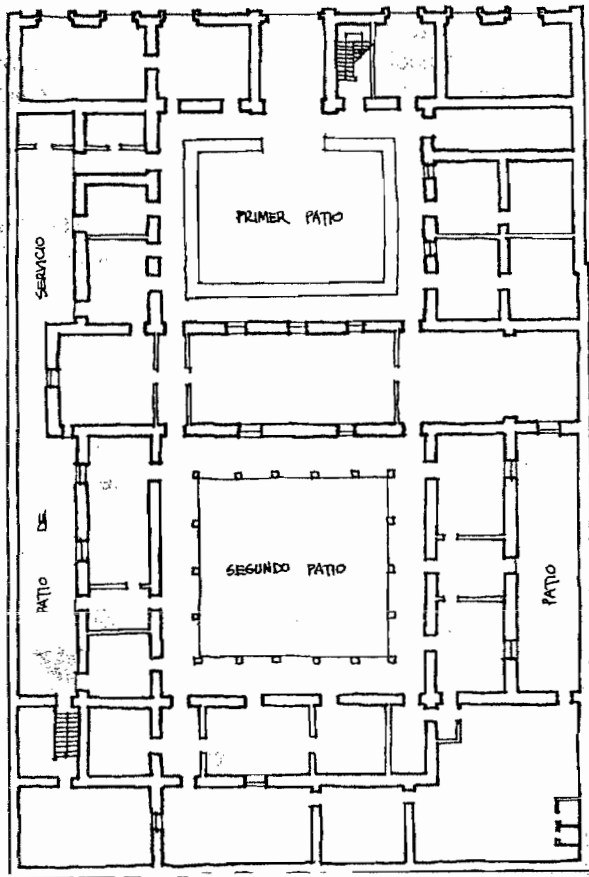 PRIMER PATIO
SERVICIO
DE
PATIO
SEGUNDO PATIO
PATIO